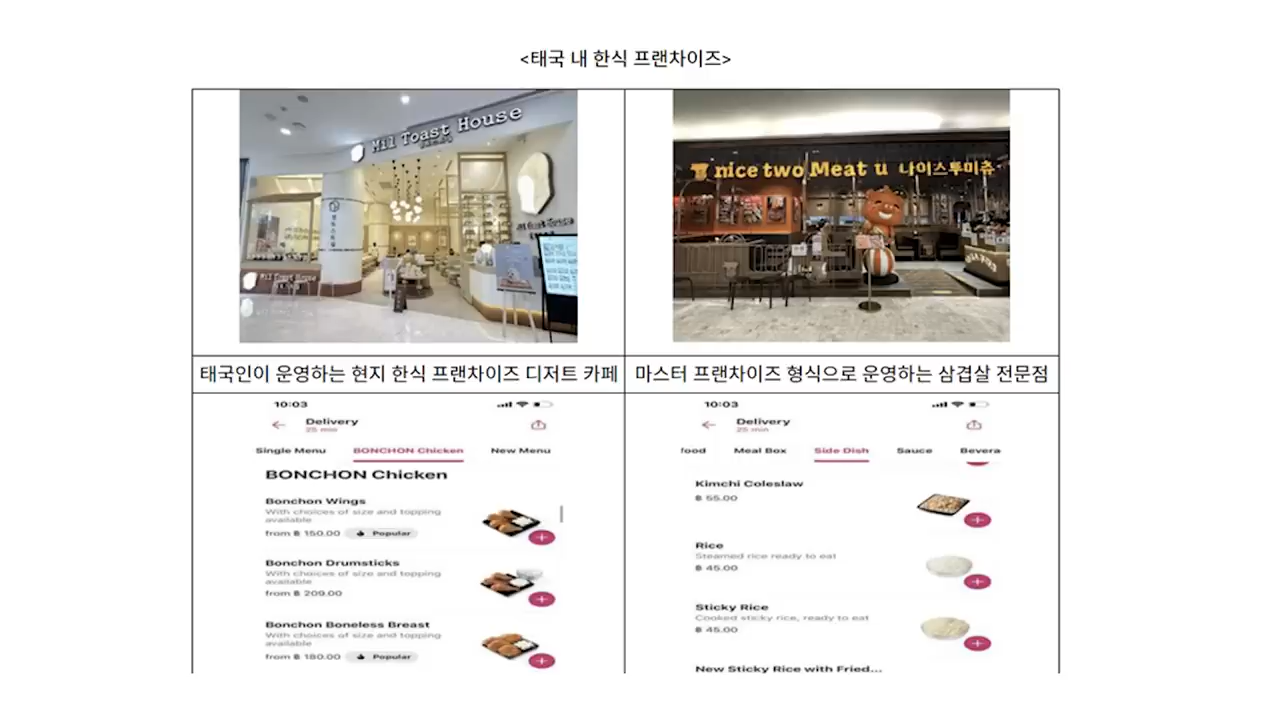 <태국 내 한식 프랜차이즈>
Mil Toast House
Mil Toast House
nice two Meat u 나이스투미츄
태국인이 운영하는 현지 한식 프랜차이즈 디저트 카페
마스터 프랜차이즈 형식으로 운영하는 삼겹살 전문점
10:03
Delivery
25 min
Single Menu BONCHON Chicken New Menu
BONCHON Chicken
Bonchon Wings
With choices of size and topping
available
from ฿ 150.00 Popular
Bonchon Drumsticks
With choices of size and topping
available
from ฿ 209.00
Bonchon Boneless Breast
With choices of size and topping
available
from ฿ 180.00 Popular
10:03
Delivery
25 min
food Meal Box Side Dish Sauce Bevera
Kimchi Coleslaw
฿ 55.00
Rice
Steamed rice ready to eat
฿ 45.00
Sticky Rice
Cooked sticky rice, ready to eat
฿ 45.00
New Sticky Rice with Fried...